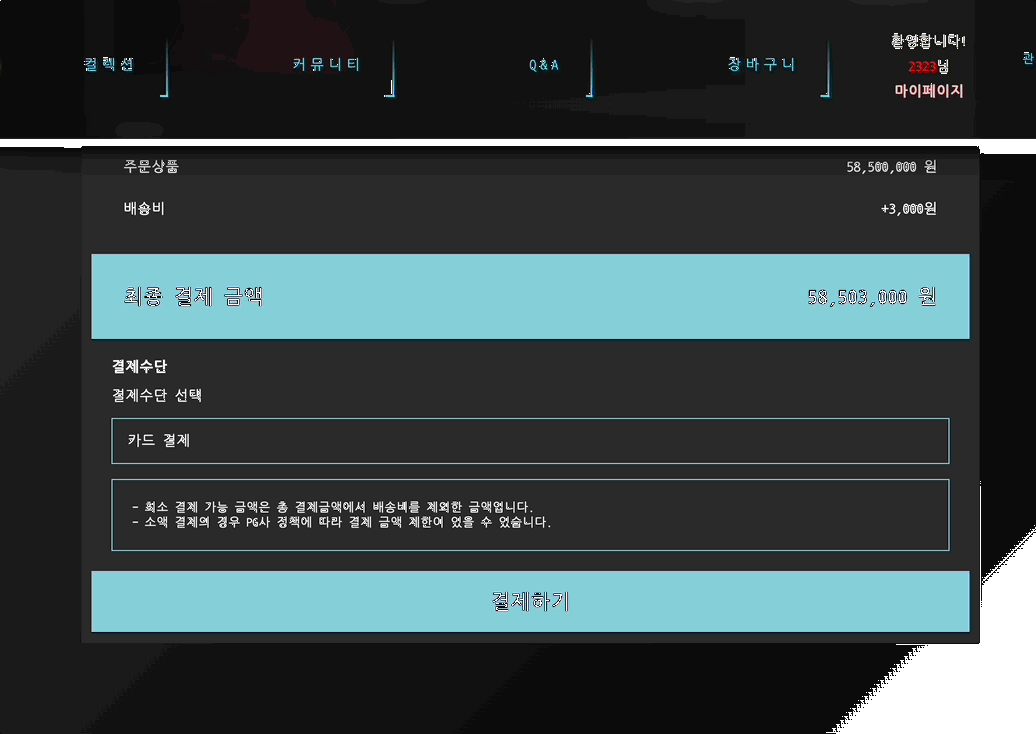 컬렉션
커뮤니티
Q&A
장바구니
환영합니다!
2323님
마이페이지
관
주문상품 58,500,000 원
배송비 +3,000원
최종 결제 금액 58,503,000 원
결제수단
결제수단 선택
카드 결제
- 최소 결제 가능 금액은 총 결제금액에서 배송비를 제외한 금액입니다.
- 소액 결제의 경우 PG사 정책에 따라 결제 금액 제한이 있을 수 있습니다.
결제하기